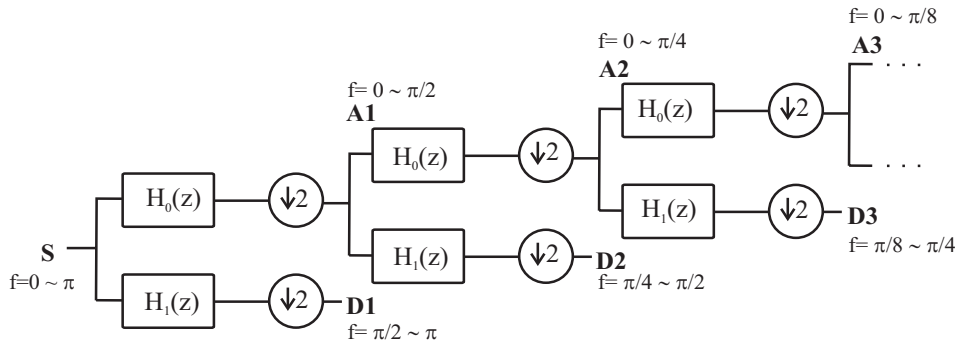 f= 0 ~ π/8
A3
f= 0 ~ π/4
A2
H₀(z)
↓2
. . .
f= 0 ~ π/2
A1
H₀(z)
↓2
. . .
H₀(z)
↓2
H₁(z)
↓2
D3
f= π/8 ~ π/4
S
f=0 ~ π
H₁(z)
↓2
D2
f= π/4 ~ π/2
H₁(z)
↓2
D1
f= π/2 ~ π